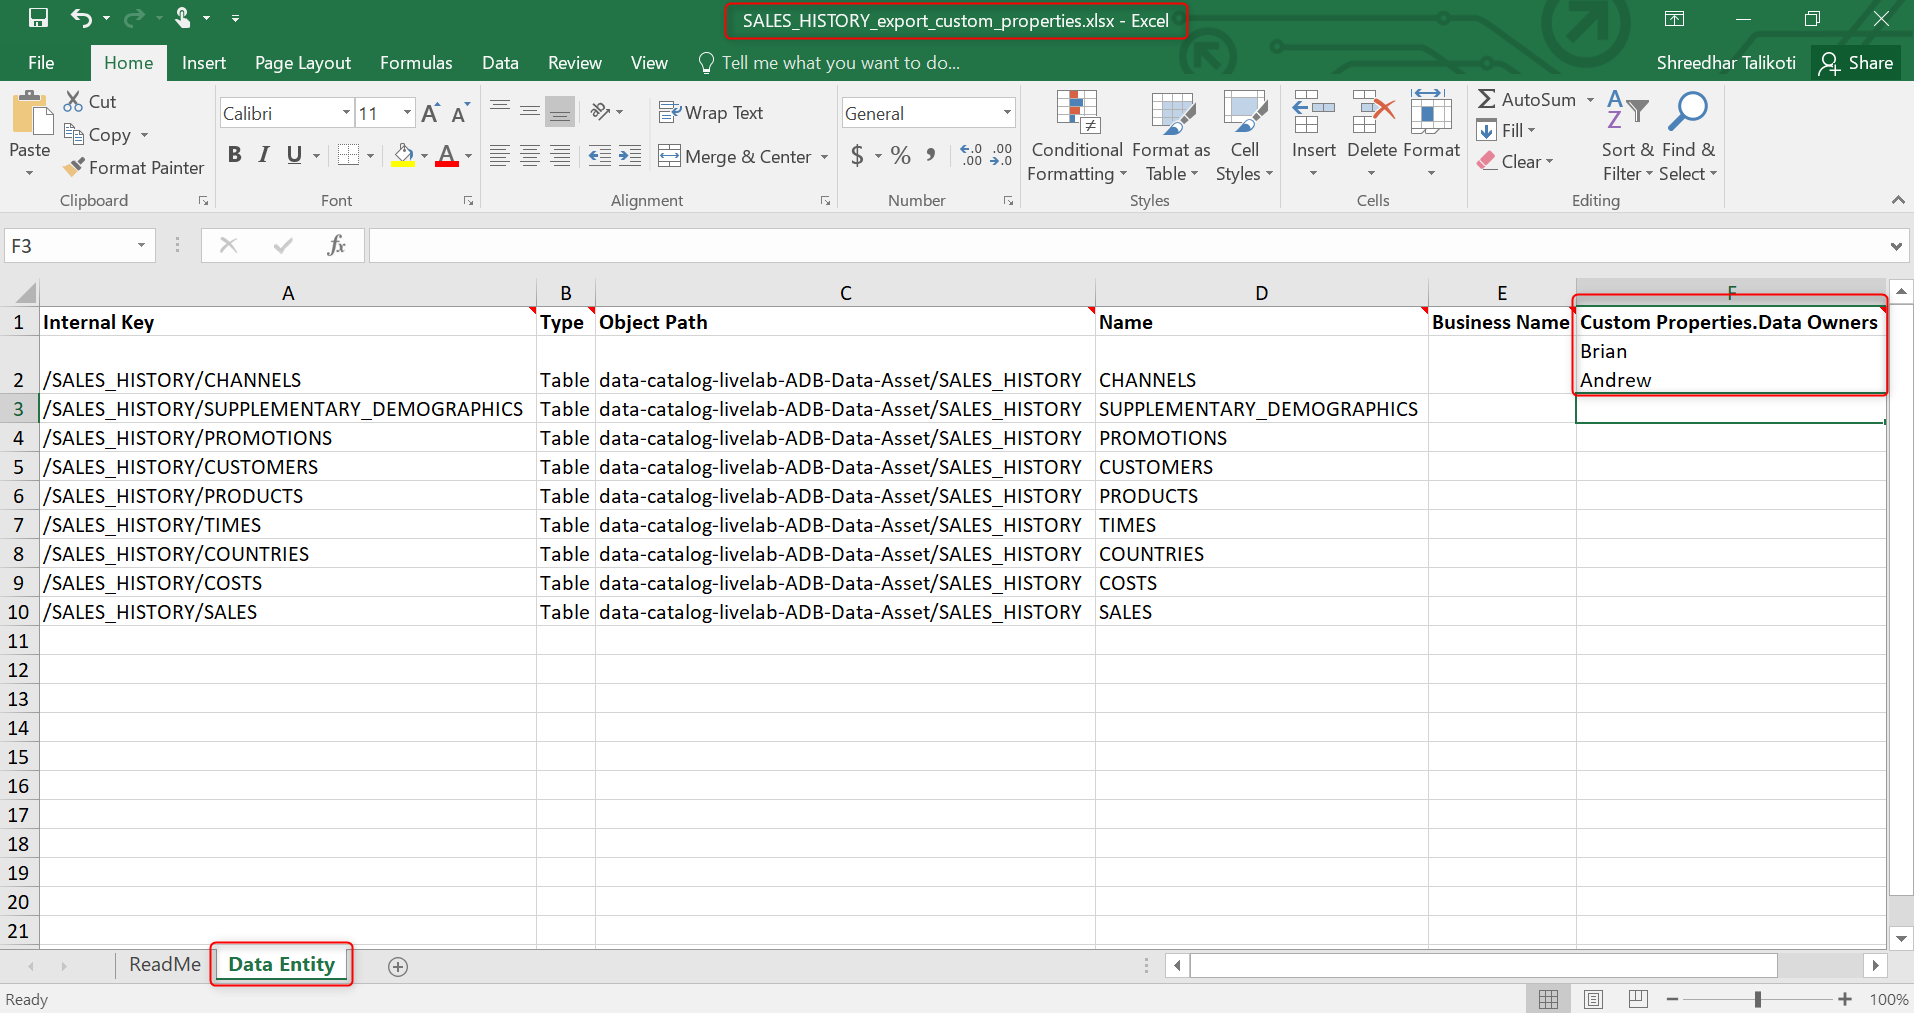 SALES_HISTORY_export_custom_properties.xlsx - Excel
File Home Insert Page Layout Formulas Data Review View Tell me what you want to do... Shreedhar Talikoti Share
Paste Cut Copy Format Painter Clipboard
Calibri 11 A A B I U A Font
Wrap Text Merge & Center Alignment
General $ % , .0 .00 .00 .0 Number
Conditional Formatting Format as Table Cell Styles Styles
Insert Delete Format Cells
AutoSum Fill Clear Sort & Filter Find & Select Editing
F3 fx
A B C D E F
1 Internal Key Type Object Path Name Business Name Custom Properties.Data Owners
Brian
2 /SALES_HISTORY/CHANNELS Table data-catalog-livelab-ADB-Data-Asset/SALES_HISTORY CHANNELS Andrew
3 /SALES_HISTORY/SUPPLEMENTARY_DEMOGRAPHICS Table data-catalog-livelab-ADB-Data-Asset/SALES_HISTORY SUPPLEMENTARY_DEMOGRAPHICS
4 /SALES_HISTORY/PROMOTIONS Table data-catalog-livelab-ADB-Data-Asset/SALES_HISTORY PROMOTIONS
5 /SALES_HISTORY/CUSTOMERS Table data-catalog-livelab-ADB-Data-Asset/SALES_HISTORY CUSTOMERS
6 /SALES_HISTORY/PRODUCTS Table data-catalog-livelab-ADB-Data-Asset/SALES_HISTORY PRODUCTS
7 /SALES_HISTORY/TIMES Table data-catalog-livelab-ADB-Data-Asset/SALES_HISTORY TIMES
8 /SALES_HISTORY/COUNTRIES Table data-catalog-livelab-ADB-Data-Asset/SALES_HISTORY COUNTRIES
9 /SALES_HISTORY/COSTS Table data-catalog-livelab-ADB-Data-Asset/SALES_HISTORY COSTS
10 /SALES_HISTORY/SALES Table data-catalog-livelab-ADB-Data-Asset/SALES_HISTORY SALES
11
12
13
14
15
16
17
18
19
20
21
ReadMe Data Entity
Ready 100%